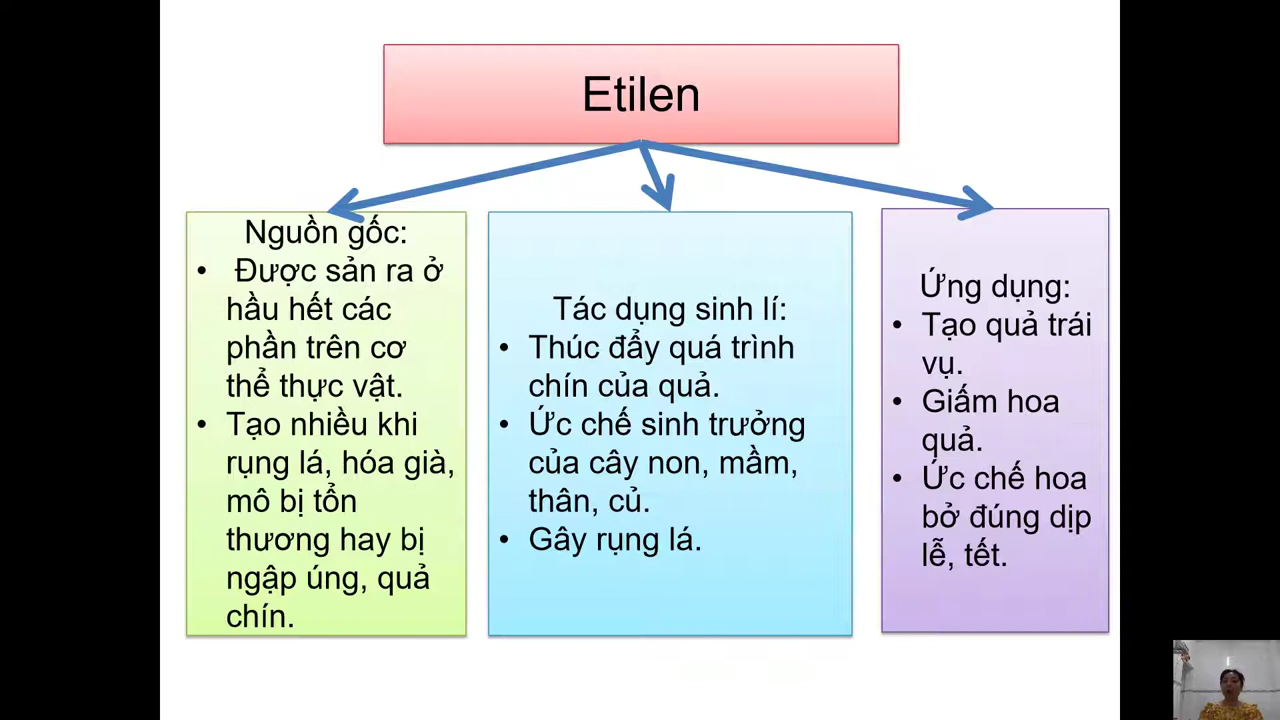 Etilen
Nguồn gốc:
• Được sản ra ở
hầu hết các
phần trên cơ
thể thực vật.
• Tạo nhiều khi
rụng lá, hóa già,
mô bị tổn
thương hay bị
ngập úng, quả
chín.
Tác dụng sinh lí:
• Thúc đẩy quá trình
chín của quả.
• Ức chế sinh trưởng
của cây non, mầm,
thân, củ.
• Gây rụng lá.
Ứng dụng:
• Tạo quả trái
vụ.
• Giấm hoa
quả.
• Ức chế hoa
bở đúng dịp
lễ, tết.